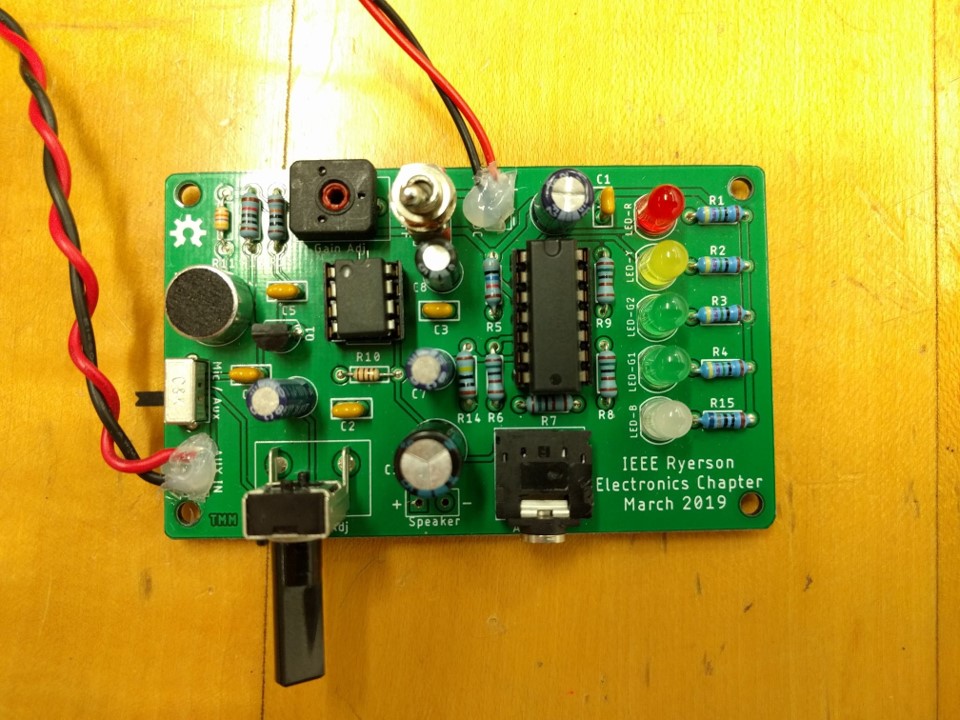 C1
LED-R
R1
LED-Y
R2
R11
Gain Adj.
C8
C5
Q1
C3
R5
R9
LED-G2
R3
R10
LED-G1
R4
Mic / Aux
C7
C2
R14
R6
R7
R8
LED-B
R15
AUX IN
IEEE Ryerson
Electronics Chapter
March 2019
TMM
+
-
Speaker